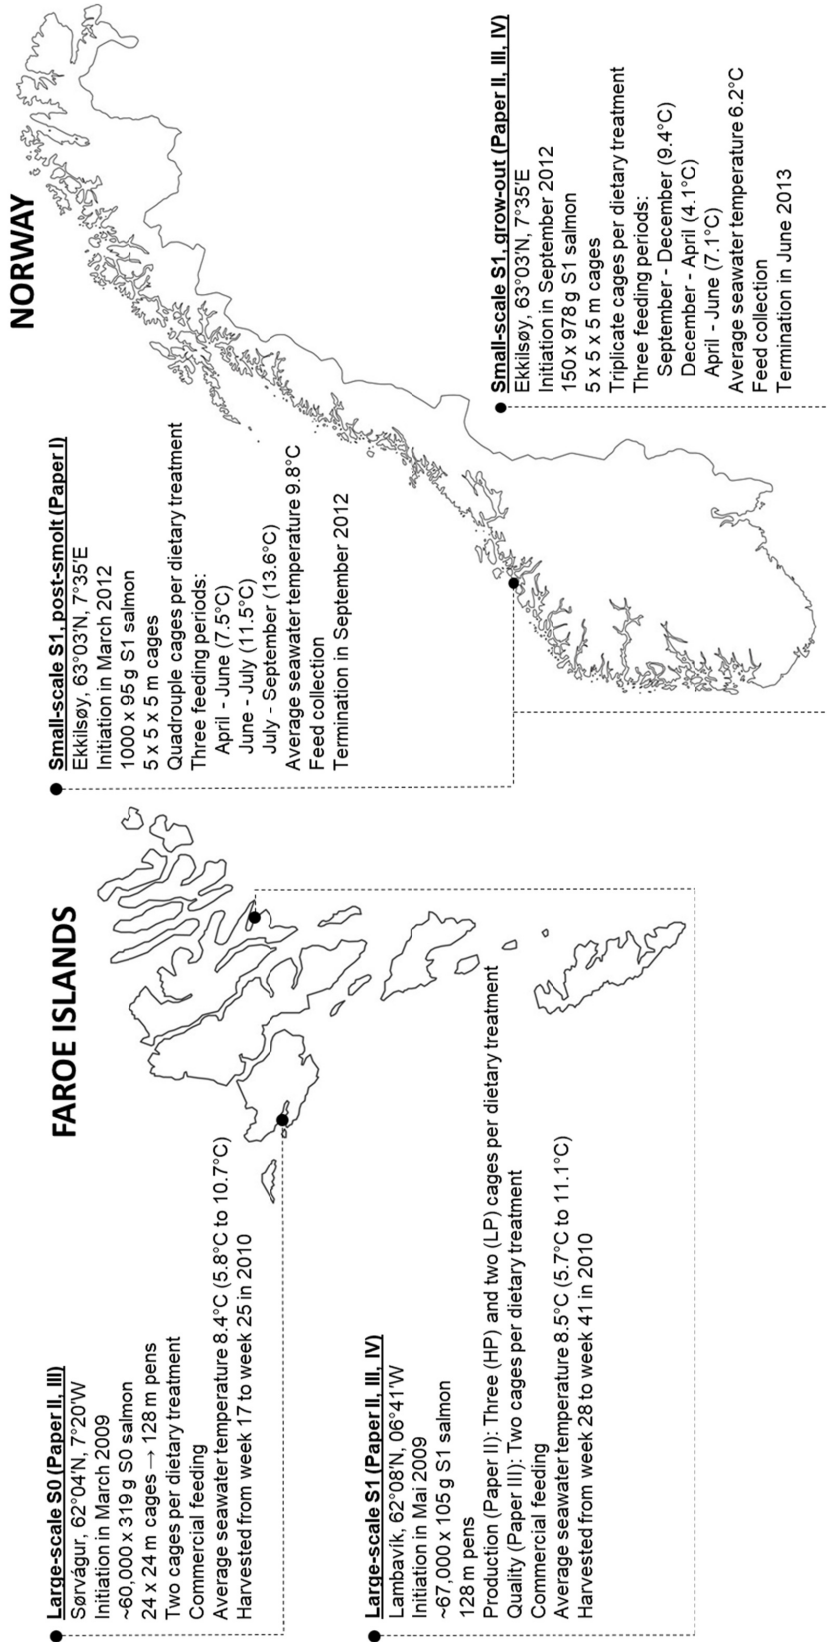 FAROE ISLANDS
NORWAY
Large-scale S0 (Paper II, III)
Sørvágur, 62°04'N, 7°20'W
Initiation in March 2009
~60,000 x 319 g S0 salmon
24 x 24 m cages → 128 m pens
Two cages per dietary treatment
Commercial feeding
Average seawater temperature 8.4°C (5.8°C to 10.7°C)
Harvested from week 17 to week 25 in 2010
Large-scale S1 (Paper II, III, IV)
Lambavík, 62°08'N, 06°41'W
Initiation in Mai 2009
~67,000 x 105 g S1 salmon
128 m pens
Production (Paper II): Three (HP) and two (LP) cages per dietary treatment
Quality (Paper III): Two cages per dietary treatment
Commercial feeding
Average seawater temperature 8.5°C (5.7°C to 11.1°C)
Harvested from week 28 to week 41 in 2010
Small-scale S1, post-smolt (Paper I)
Ekkilsøy, 63°03'N, 7°35'E
Initiation in March 2012
1000 x 95 g S1 salmon
5 x 5 x 5 m cages
Quadrouple cages per dietary treatment
Three feeding periods:
April - June (7.5°C)
June - July (11.5°C)
July - September (13.6°C)
Average seawater temperature 9.8°C
Feed collection
Termination in September 2012
Small-scale S1, grow-out (Paper II, III, IV)
Ekkilsøy, 63°03'N, 7°35'E
Initiation in September 2012
150 x 978 g S1 salmon
5 x 5 x 5 m cages
Triplicate cages per dietary treatment
Three feeding periods:
September - December (9.4°C)
December - April (4.1°C)
April - June (7.1°C)
Average seawater temperature 6.2°C
Feed collection
Termination in June 2013